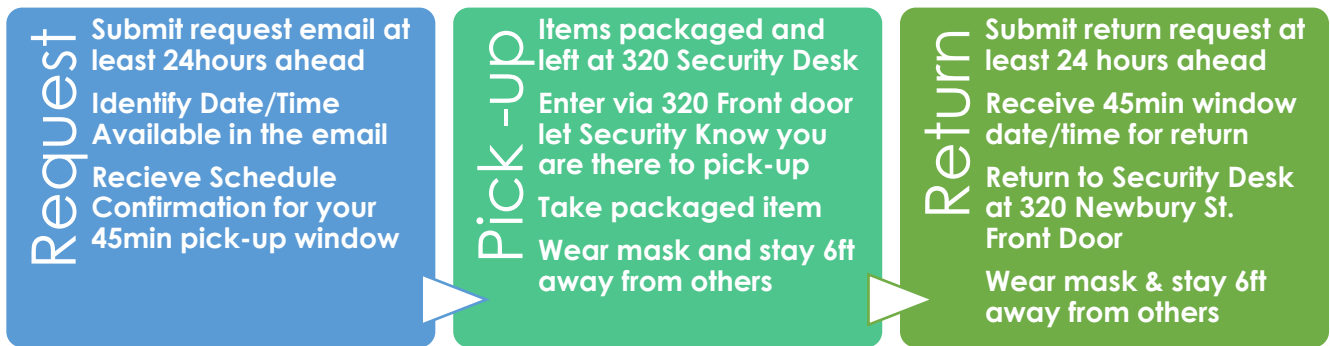 Request
Submit request email at
least 24hours ahead
Identify Date/Time
Available in the email
Recieve Schedule
Confirmation for your
45min pick-up window
Pick -up
Items packaged and
left at 320 Security Desk
Enter via 320 Front door
let Security Know you
are there to pick-up
Take packaged item
Wear mask and stay 6ft
away from others
Return
Submit return request at
least 24 hours ahead
Receive 45min window
date/time for return
Return to Security Desk
at 320 Newbury St.
Front Door
Wear mask & stay 6ft
away from others